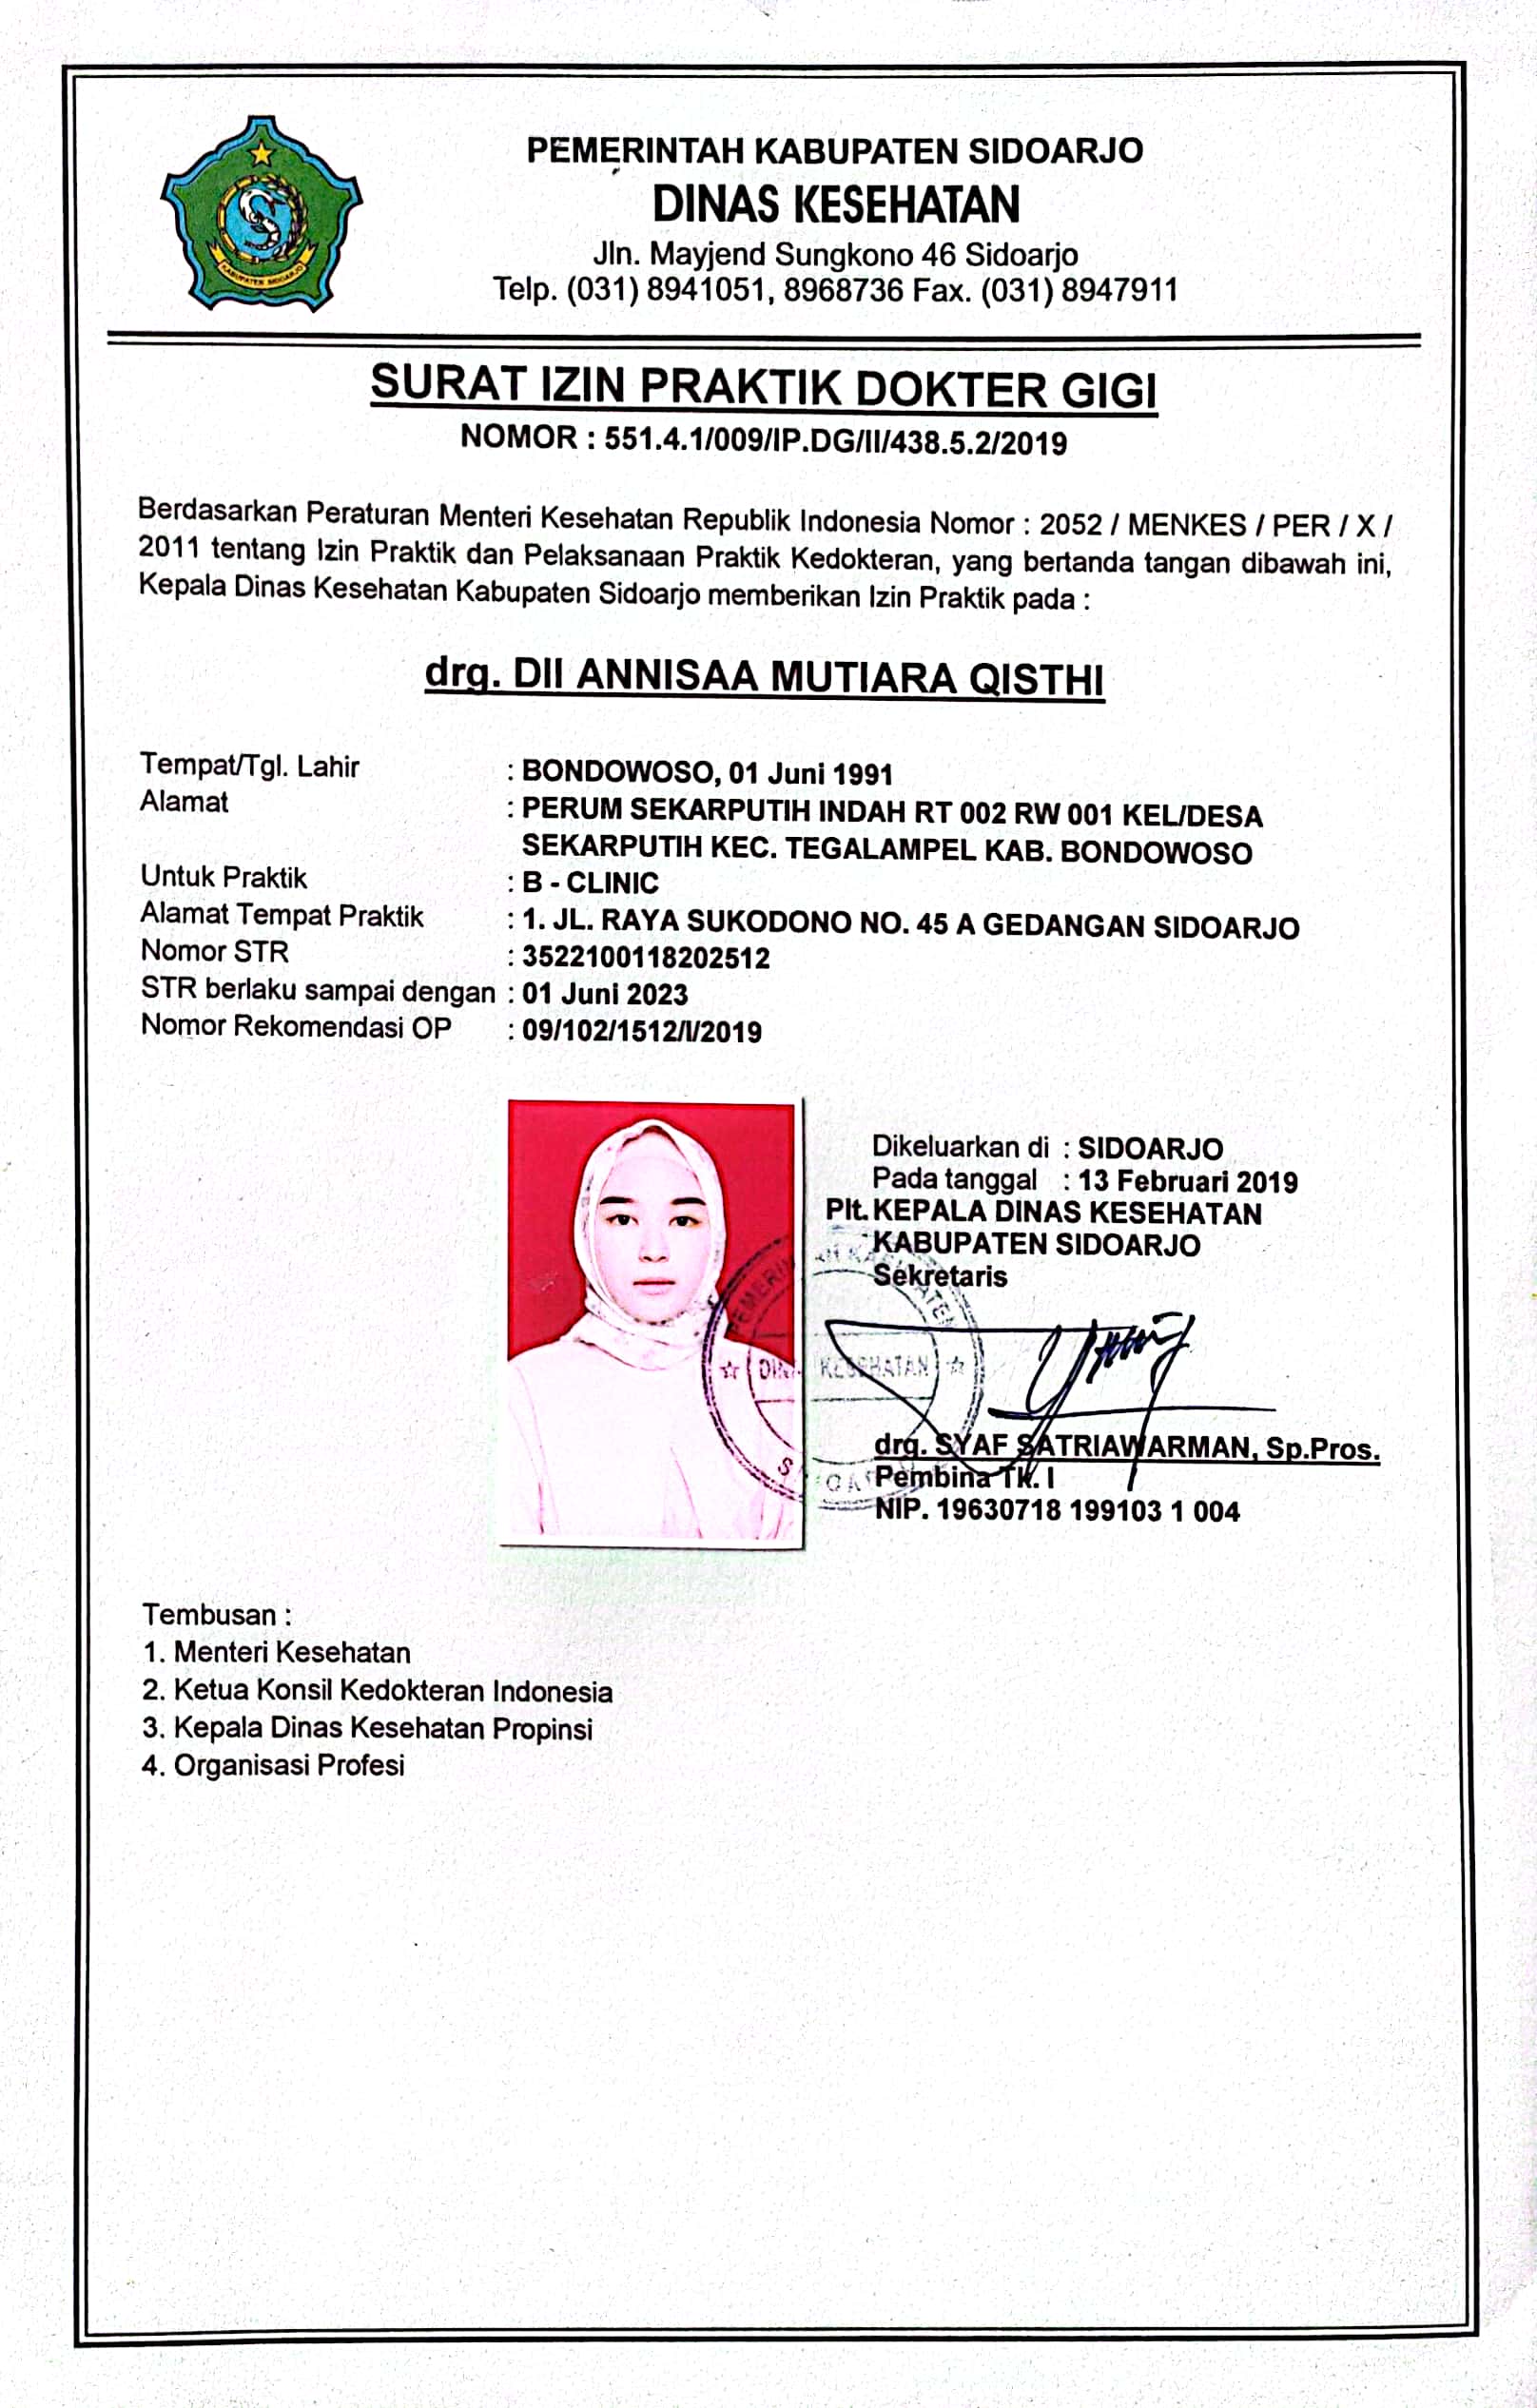 KABUPATEN SIDOARJO
PEMERINTAH KABUPATEN SIDOARJO
DINAS KESEHATAN
Jln. Mayjend Sungkono 46 Sidoarjo
Telp. (031) 8941051, 8968736 Fax. (031) 8947911
SURAT IZIN PRAKTIK DOKTER GIGI
NOMOR : 551.4.1/009/IP.DG/II/438.5.2/2019
Berdasarkan Peraturan Menteri Kesehatan Republik Indonesia Nomor : 2052 / MENKES / PER / X /
2011 tentang Izin Praktik dan Pelaksanaan Praktik Kedokteran, yang bertanda tangan dibawah ini,
Kepala Dinas Kesehatan Kabupaten Sidoarjo memberikan Izin Praktik pada :
drg. DII ANNISAA MUTIARA QISTHI
Tempat/Tgl. Lahir : BONDOWOSO, 01 Juni 1991
Alamat : PERUM SEKARPUTIH INDAH RT 002 RW 001 KEL/DESA
SEKARPUTIH KEC. TEGALAMPEL KAB. BONDOWOSO
Untuk Praktik : B - CLINIC
Alamat Tempat Praktik : 1. JL. RAYA SUKODONO NO. 45 A GEDANGAN SIDOARJO
Nomor STR : 3522100118202512
STR berlaku sampai dengan : 01 Juni 2023
Nomor Rekomendasi OP : 09/102/1512/I/2019
Dikeluarkan di : SIDOARJO
Pada tanggal : 13 Februari 2019
Plt. KEPALA DINAS KESEHATAN
KABUPATEN SIDOARJO
Sekretaris
drg. SYAF SATRIAWARMAN, Sp.Pros.
Pembina Tk. I
NIP. 19630718 199103 1 004
Tembusan :
1. Menteri Kesehatan
2. Ketua Konsil Kedokteran Indonesia
3. Kepala Dinas Kesehatan Propinsi
4. Organisasi Profesi